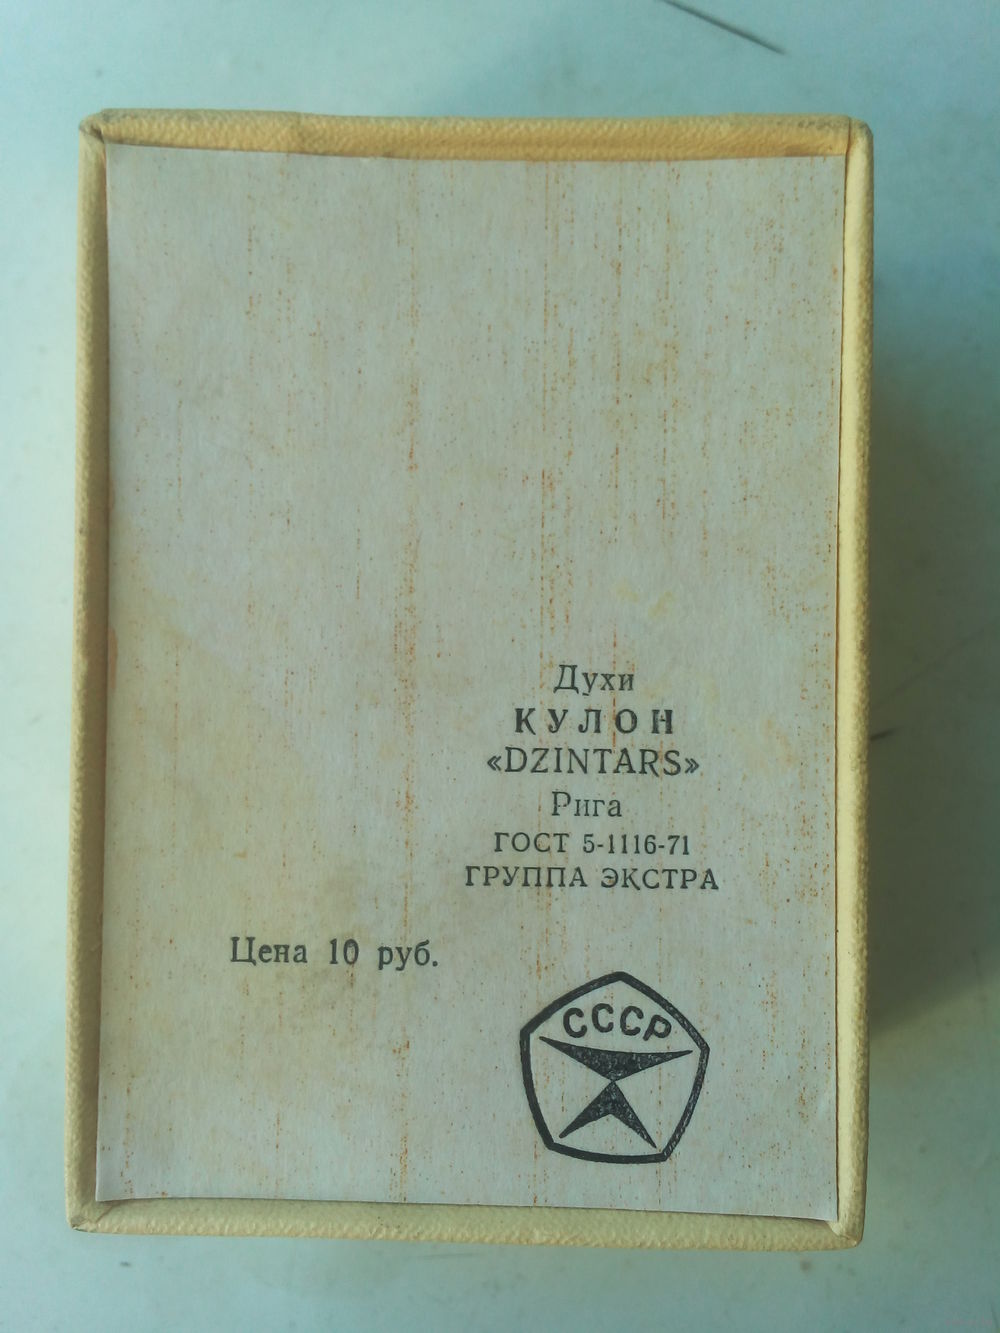 Духи
КУЛОН
«DZINTARS»
Рига
ГОСТ 5-1116-71
ГРУППА ЭКСТРА
Цена 10 руб.
СССР